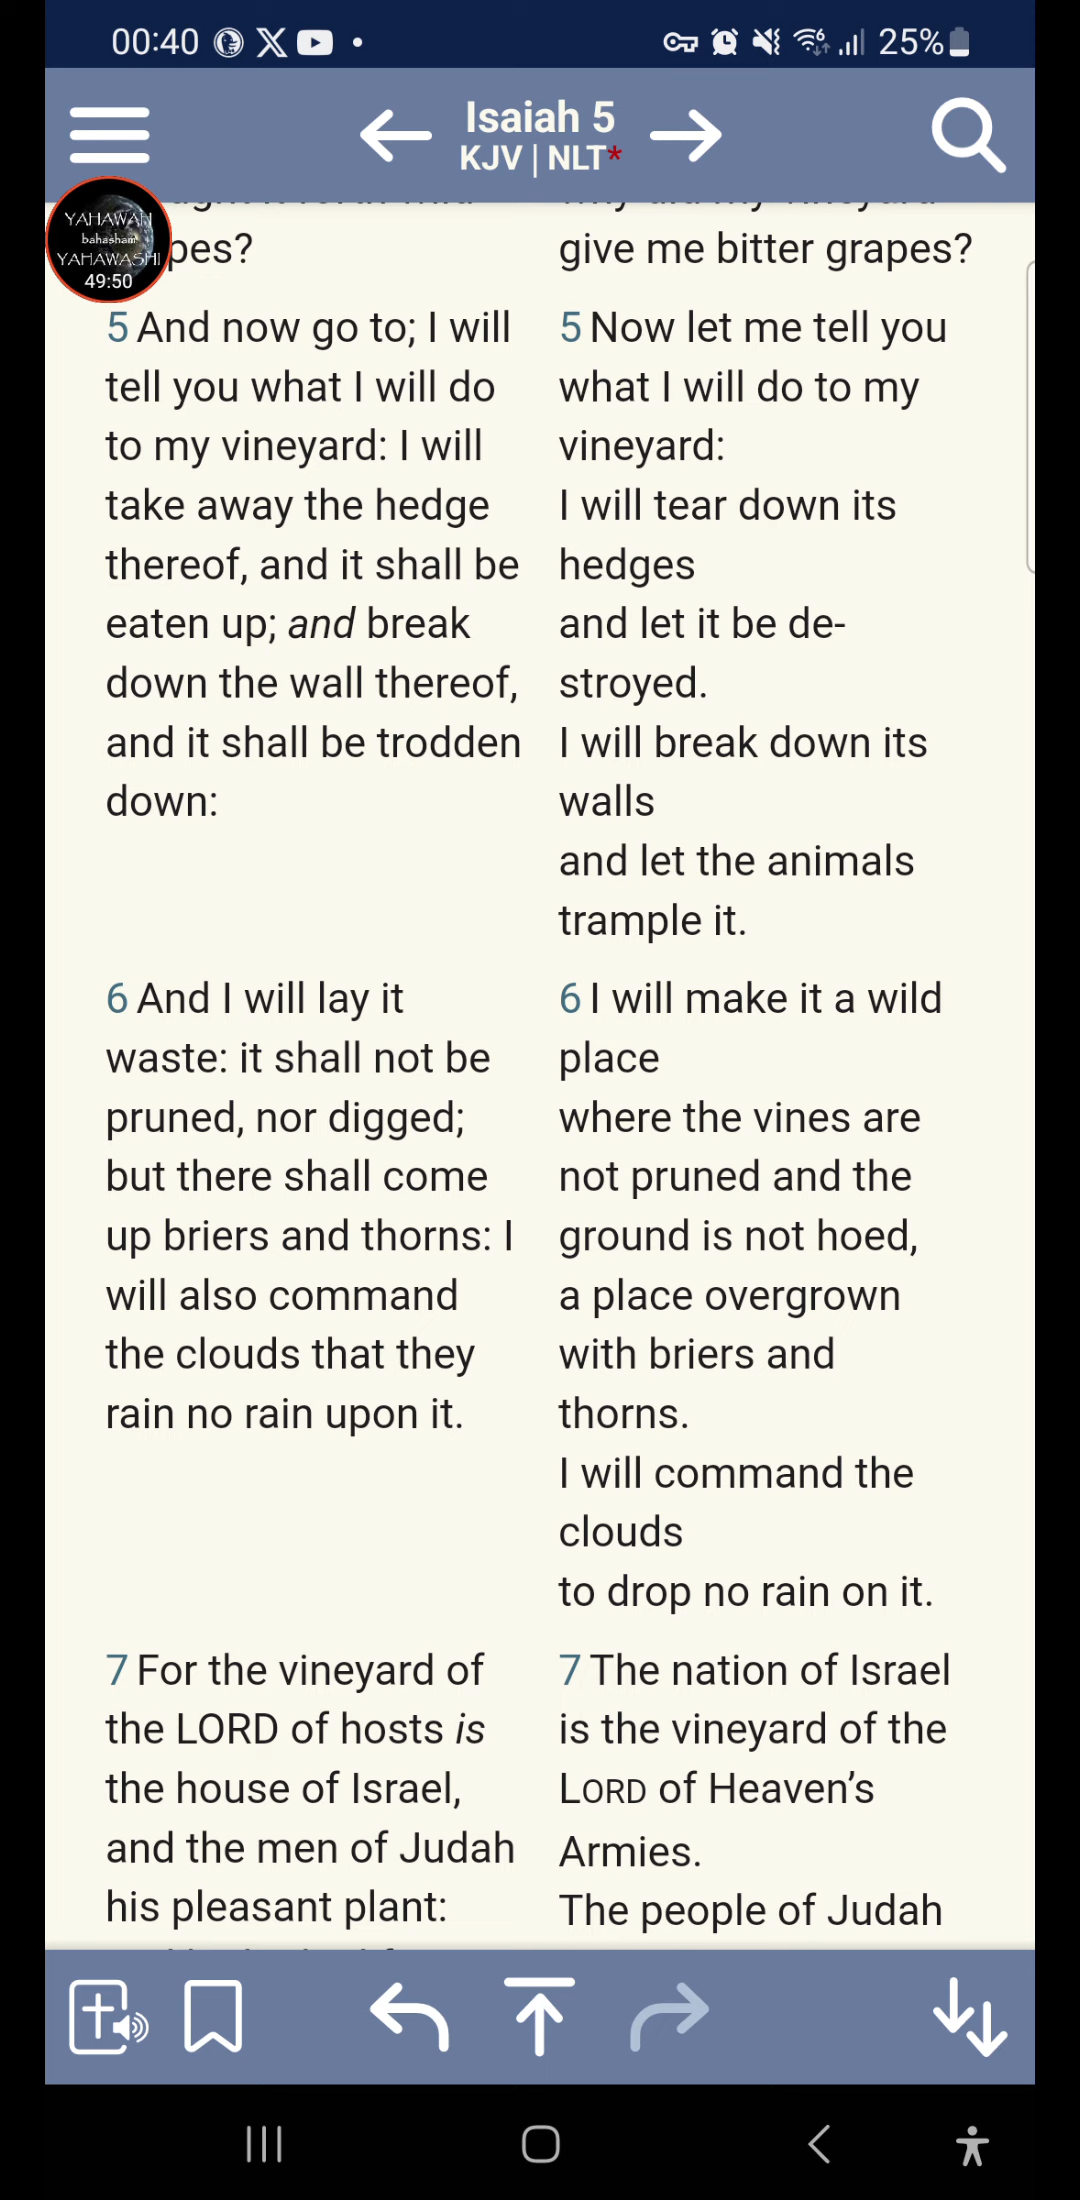 00:40
25%
Isaiah 5
KJV | NLT*
YAHAWAH
bahasham
YAHAWASHI
49:50
pes?
5 And now go to; I will
tell you what I will do
to my vineyard: I will
take away the hedge
thereof, and it shall be
eaten up; and break
down the wall thereof,
and it shall be trodden
down:
6 And I will lay it
waste: it shall not be
pruned, nor digged;
but there shall come
up briers and thorns: I
will also command
the clouds that they
rain no rain upon it.
7 For the vineyard of
the LORD of hosts is
the house of Israel,
and the men of Judah
his pleasant plant:
give me bitter grapes?
5 Now let me tell you
what I will do to my
vineyard:
I will tear down its
hedges
and let it be de-
stroyed.
I will break down its
walls
and let the animals
trample it.
6 I will make it a wild
place
where the vines are
not pruned and the
ground is not hoed,
a place overgrown
with briers and
thorns.
I will command the
clouds
to drop no rain on it.
7 The nation of Israel
is the vineyard of the
LORD of Heaven's
Armies.
The people of Judah